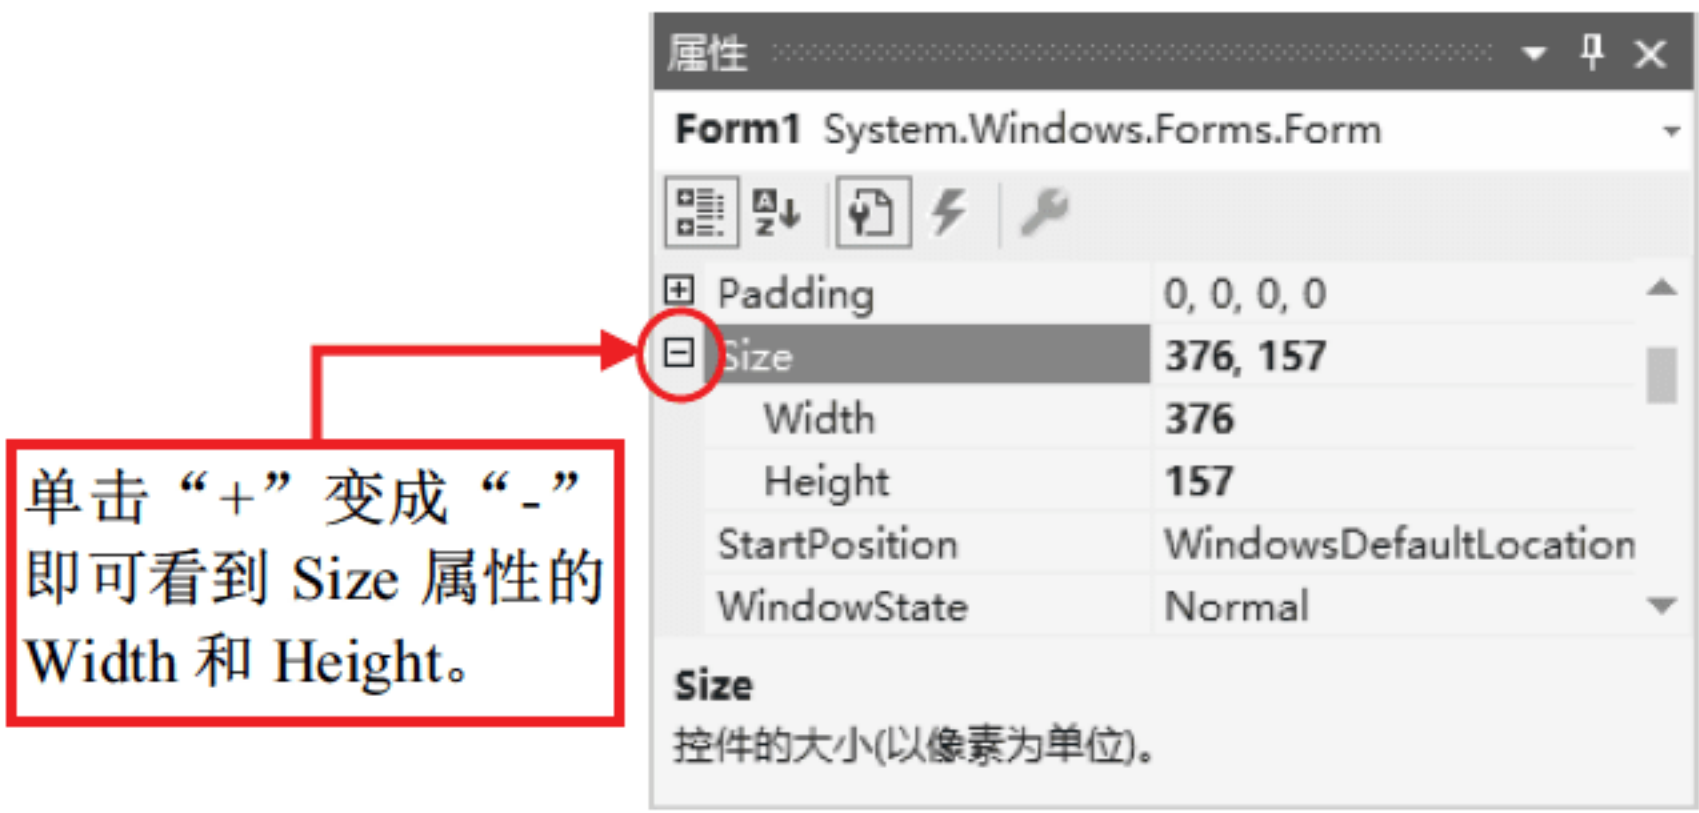 属性
Form1 System.Windows.Forms.Form
Padding 0, 0, 0, 0
Size 376, 157
Width 376
Height 157
StartPosition WindowsDefaultLocation
WindowState Normal
Size
控件的大小(以像素为单位)。
单击“+”变成“-”
即可看到 Size 属性的
Width 和 Height。